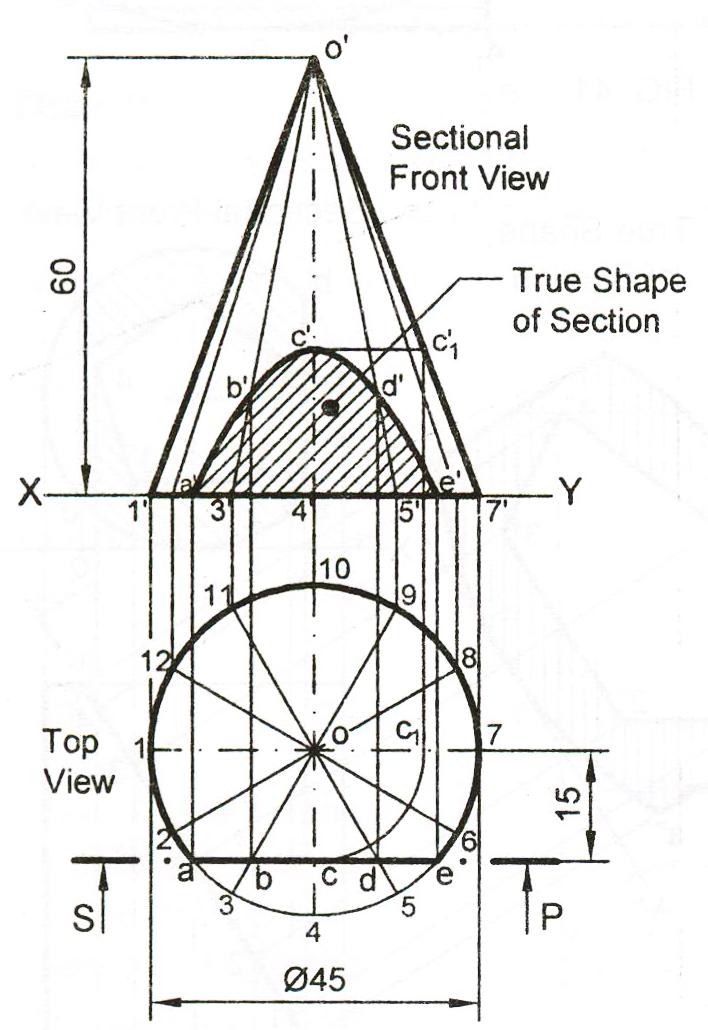 o'
60
Sectional
Front View
True Shape
of Section
c'
c'1
b'
d'
a'
e'
X
Y
1'
3
4
5'
7'
10
11
9
12
8
1
o
c1
7
Top
View
15
2
6
a
b
c
d
e
3
5
4
S
P
Ø45